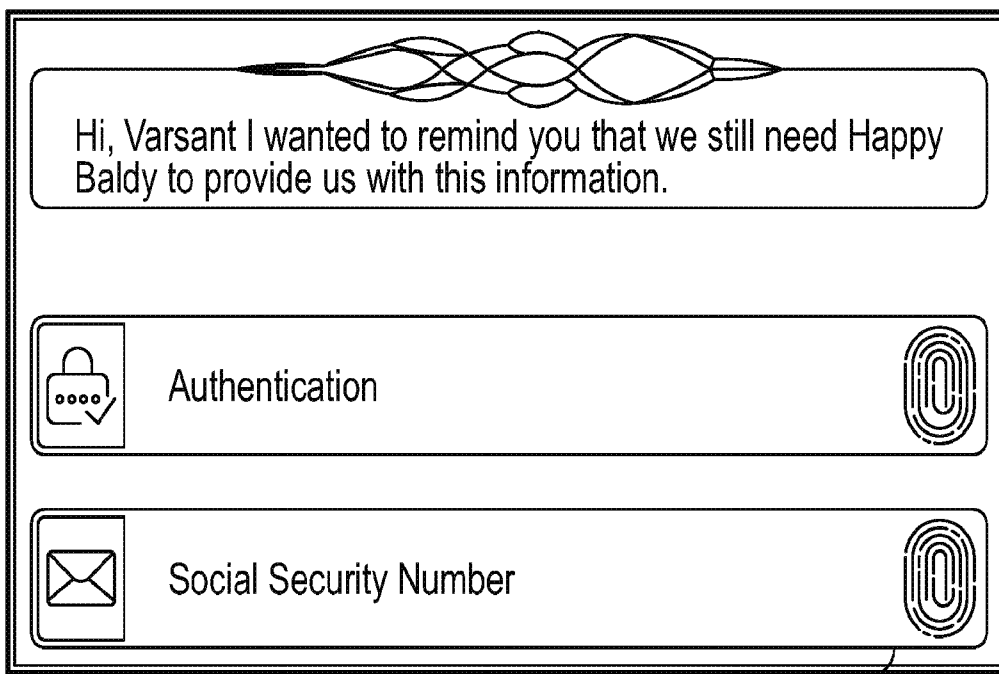 Hi, Varsant I wanted to remind you that we still need Happy
Baldy to provide us with this information.
Authentication
Social Security Number